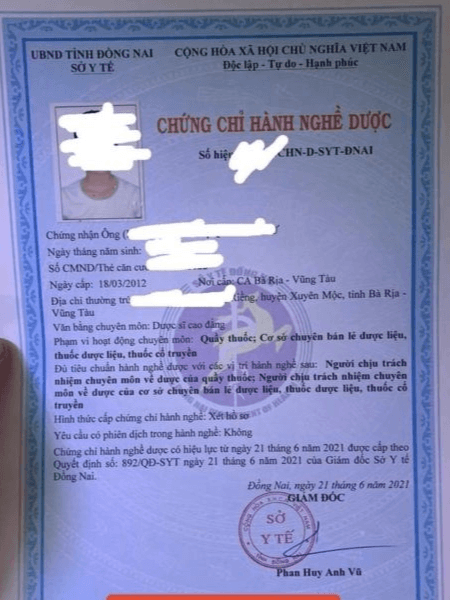 UBND TỈNH ĐỒNG NAI
SỞ Y TẾ
CỘNG HÒA XÃ HỘI CHỦ NGHĨA VIỆT NAM
Độc lập - Tự do - Hạnh phúc
CHỨNG CHỈ HÀNH NGHỀ DƯỢC
Số hiệu CHN-D-SYT-ĐNAI
Chứng nhận Ông (
Ngày tháng năm sinh:
Số CMND/Thẻ căn cước
Ngày cấp: 18/03/2012 Nơi cấp: CA Bà Rịa - Vũng Tàu
Địa chỉ thường trú huyện Xuyên Mộc, tỉnh Bà Rịa -
Vũng Tàu
Văn bằng chuyên môn: Dược sĩ cao đẳng
Phạm vi hoạt động chuyên môn: Quầy thuốc; Cơ sở chuyên bán lẻ dược liệu,
thuốc dược liệu, thuốc cổ truyền
Đủ tiêu chuẩn hành nghề dược với các vị trí hành nghề sau: Người chịu trách
nhiệm chuyên môn về dược của quầy thuốc; Người chịu trách nhiệm chuyên
môn về dược của cơ sở chuyên bán lẻ dược liệu, thuốc dược liệu, thuốc cổ
truyền
Hình thức cấp chứng chỉ hành nghề: Xét hồ sơ
Yêu cầu có phiên dịch trong hành nghề: Không
Chứng chỉ hành nghề dược có hiệu lực từ ngày 21 tháng 6 năm 2021 được cấp theo
Quyết định số: 892/QĐ-SYT ngày 21 tháng 6 năm 2021 của Giám đốc Sở Y tế
Đồng Nai.
Đồng Nai, ngày 21 tháng 6 năm 2021
GIÁM ĐỐC
SỞ
Y TẾ
Phan Huy Anh Vũ